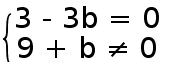 3 - 3b = 0
9 + b ≠ 0